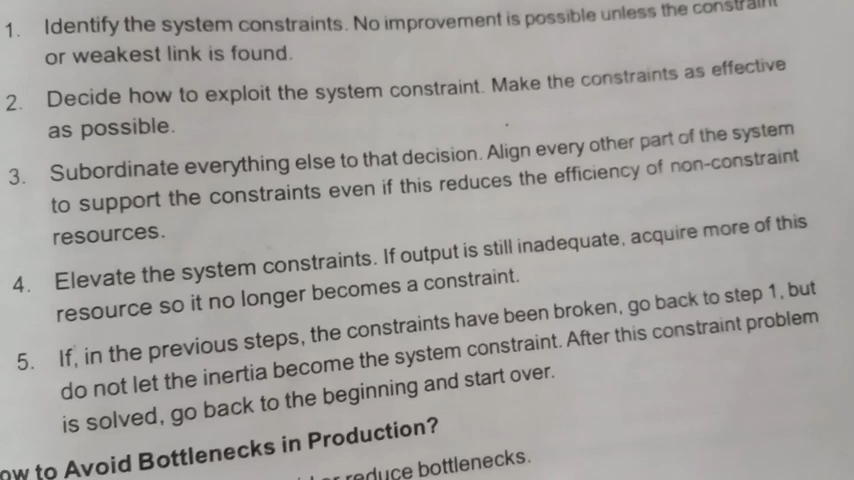 1. Identify the system constraints. No improvement is possible unless the constraint
or weakest link is found.
2. Decide how to exploit the system constraint. Make the constraints as effective
as possible.
3. Subordinate everything else to that decision. Align every other part of the system
to support the constraints even if this reduces the efficiency of non-constraint
resources.
4. Elevate the system constraints. If output is still inadequate, acquire more of this
resource so it no longer becomes a constraint.
5. If, in the previous steps, the constraints have been broken, go back to step 1, but
do not let the inertia become the system constraint. After this constraint problem
is solved, go back to the beginning and start over.
ow to Avoid Bottlenecks in Production?
reduce bottlenecks.